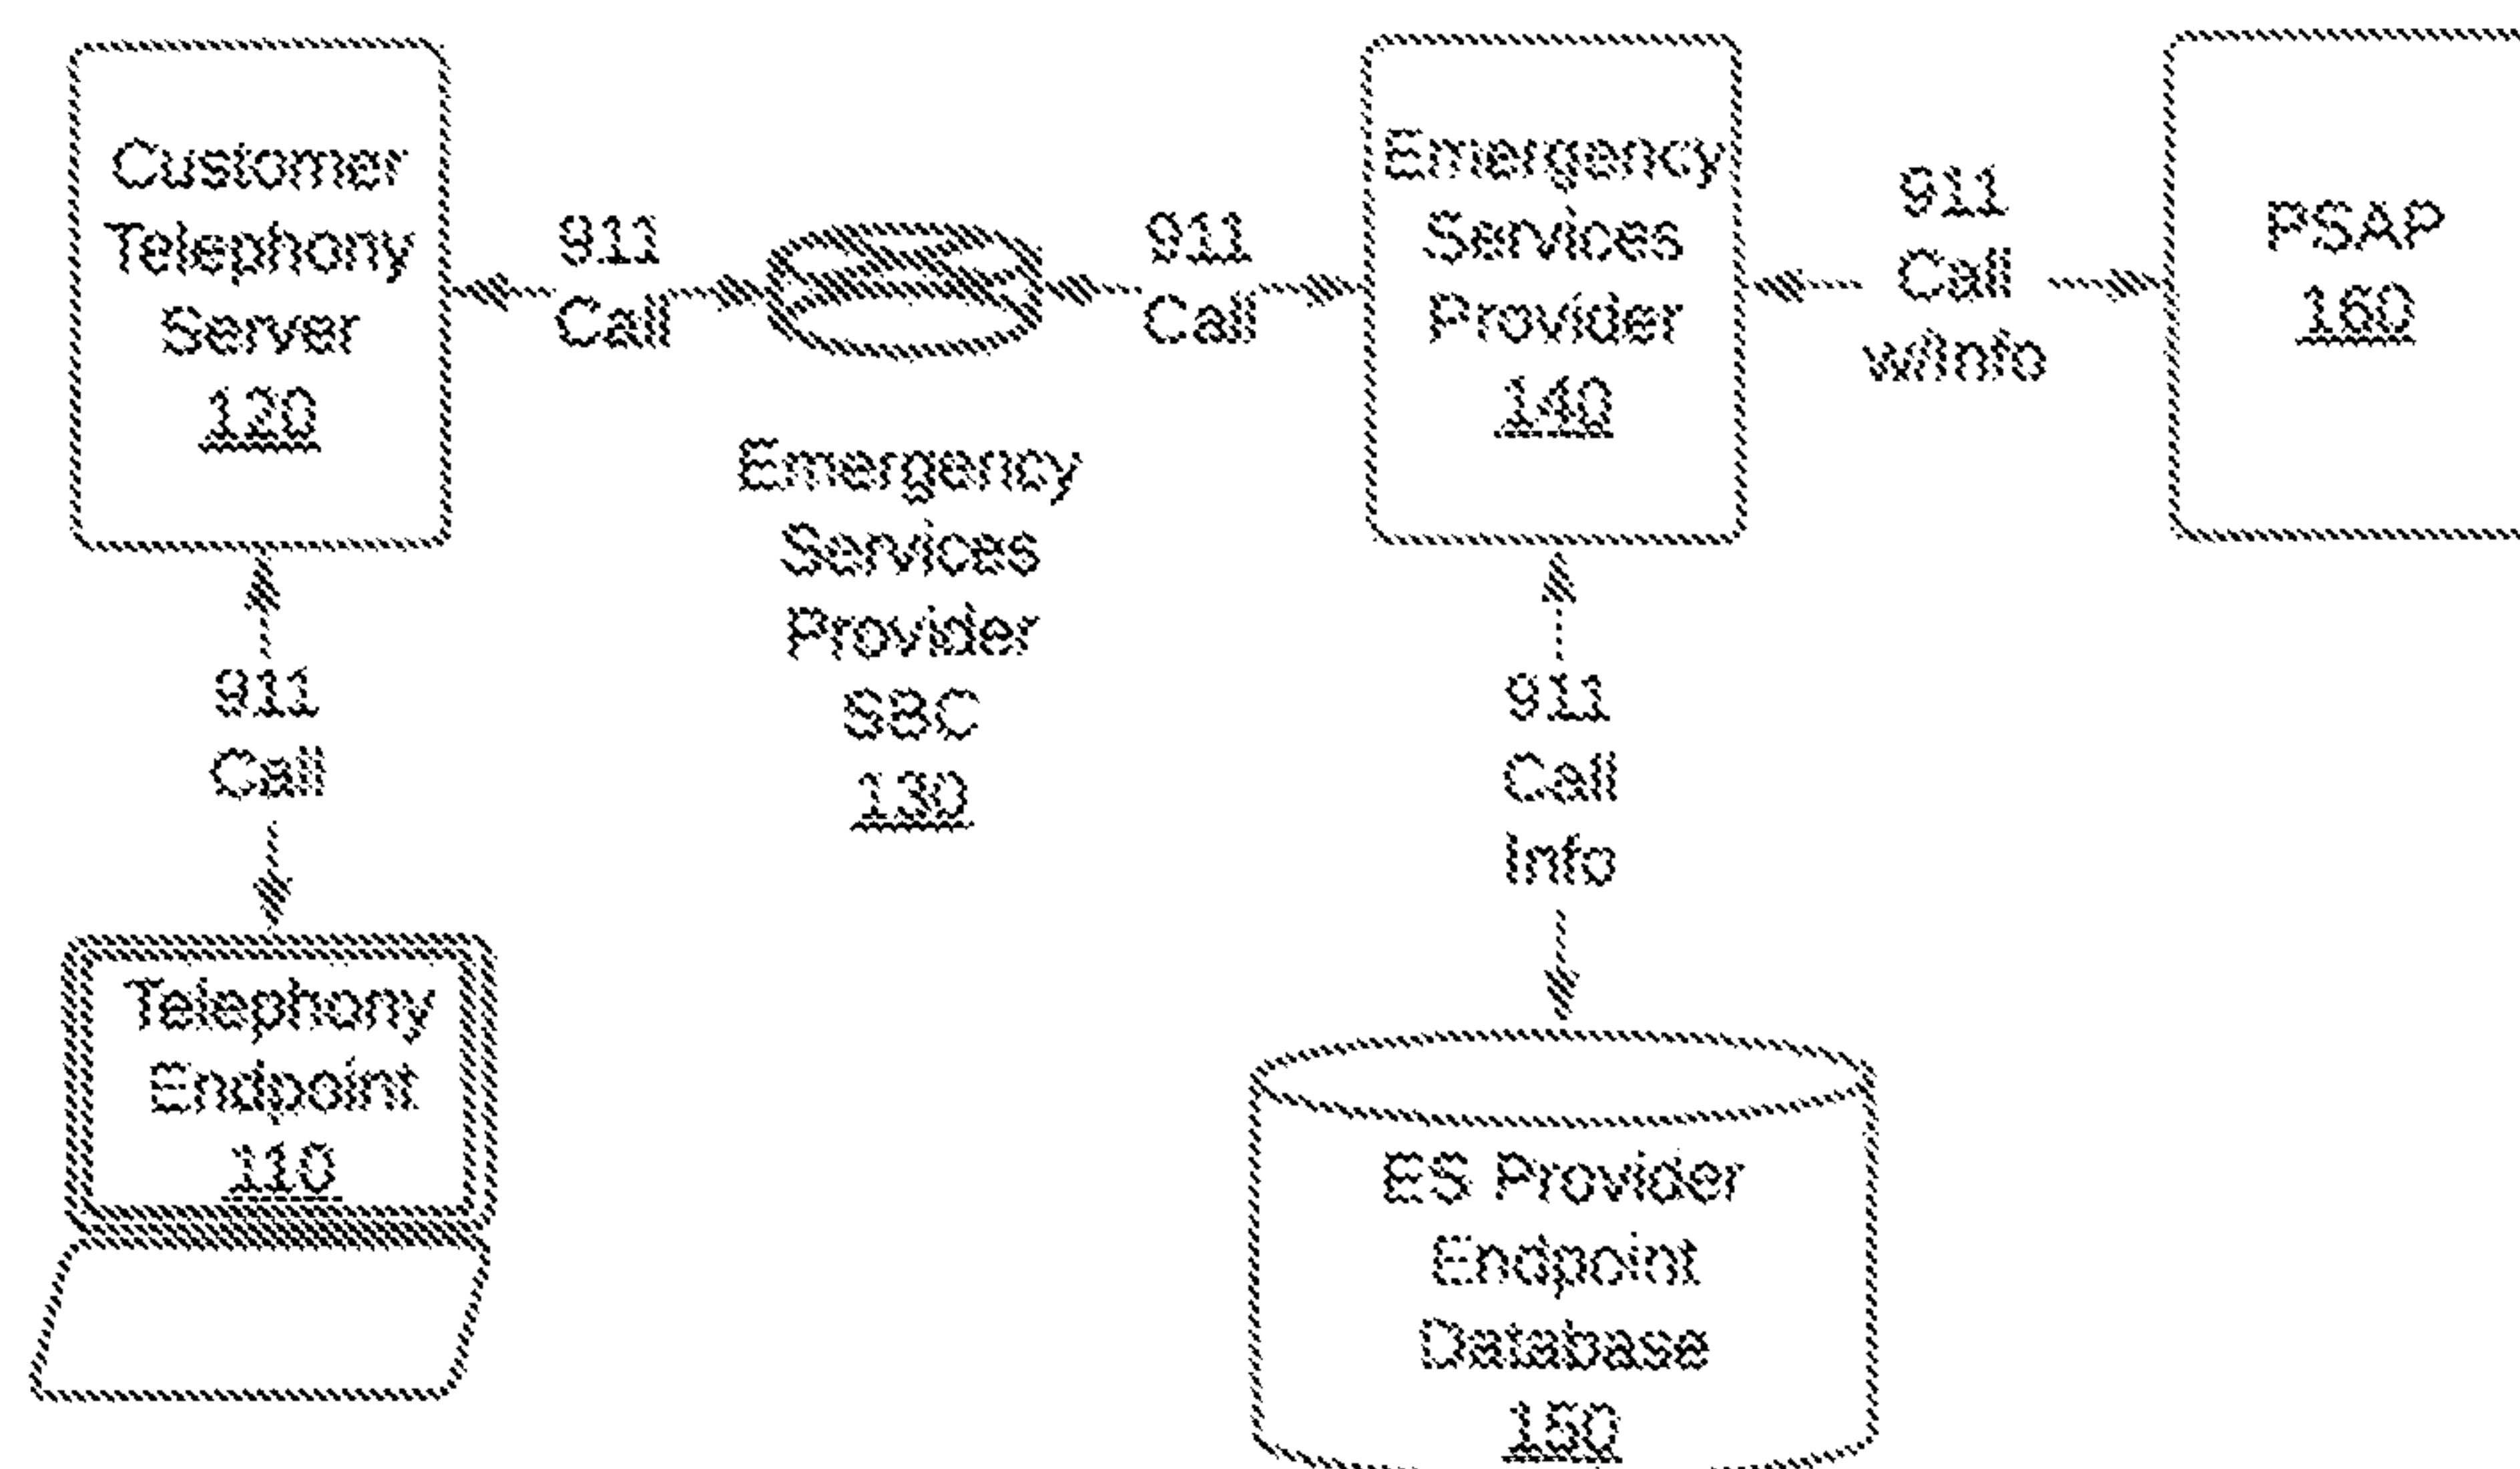 Customer
Telephony
Server
120
911
Call
Emergency
Services
Provider
SBC
130
911
Call
Emergency
Services
Provider
140
911
Call
w/Info
PSAP
160
911
Call
Telephony
Endpoint
110
911
Call
Info
ES Provider
Endpoint
Database
150